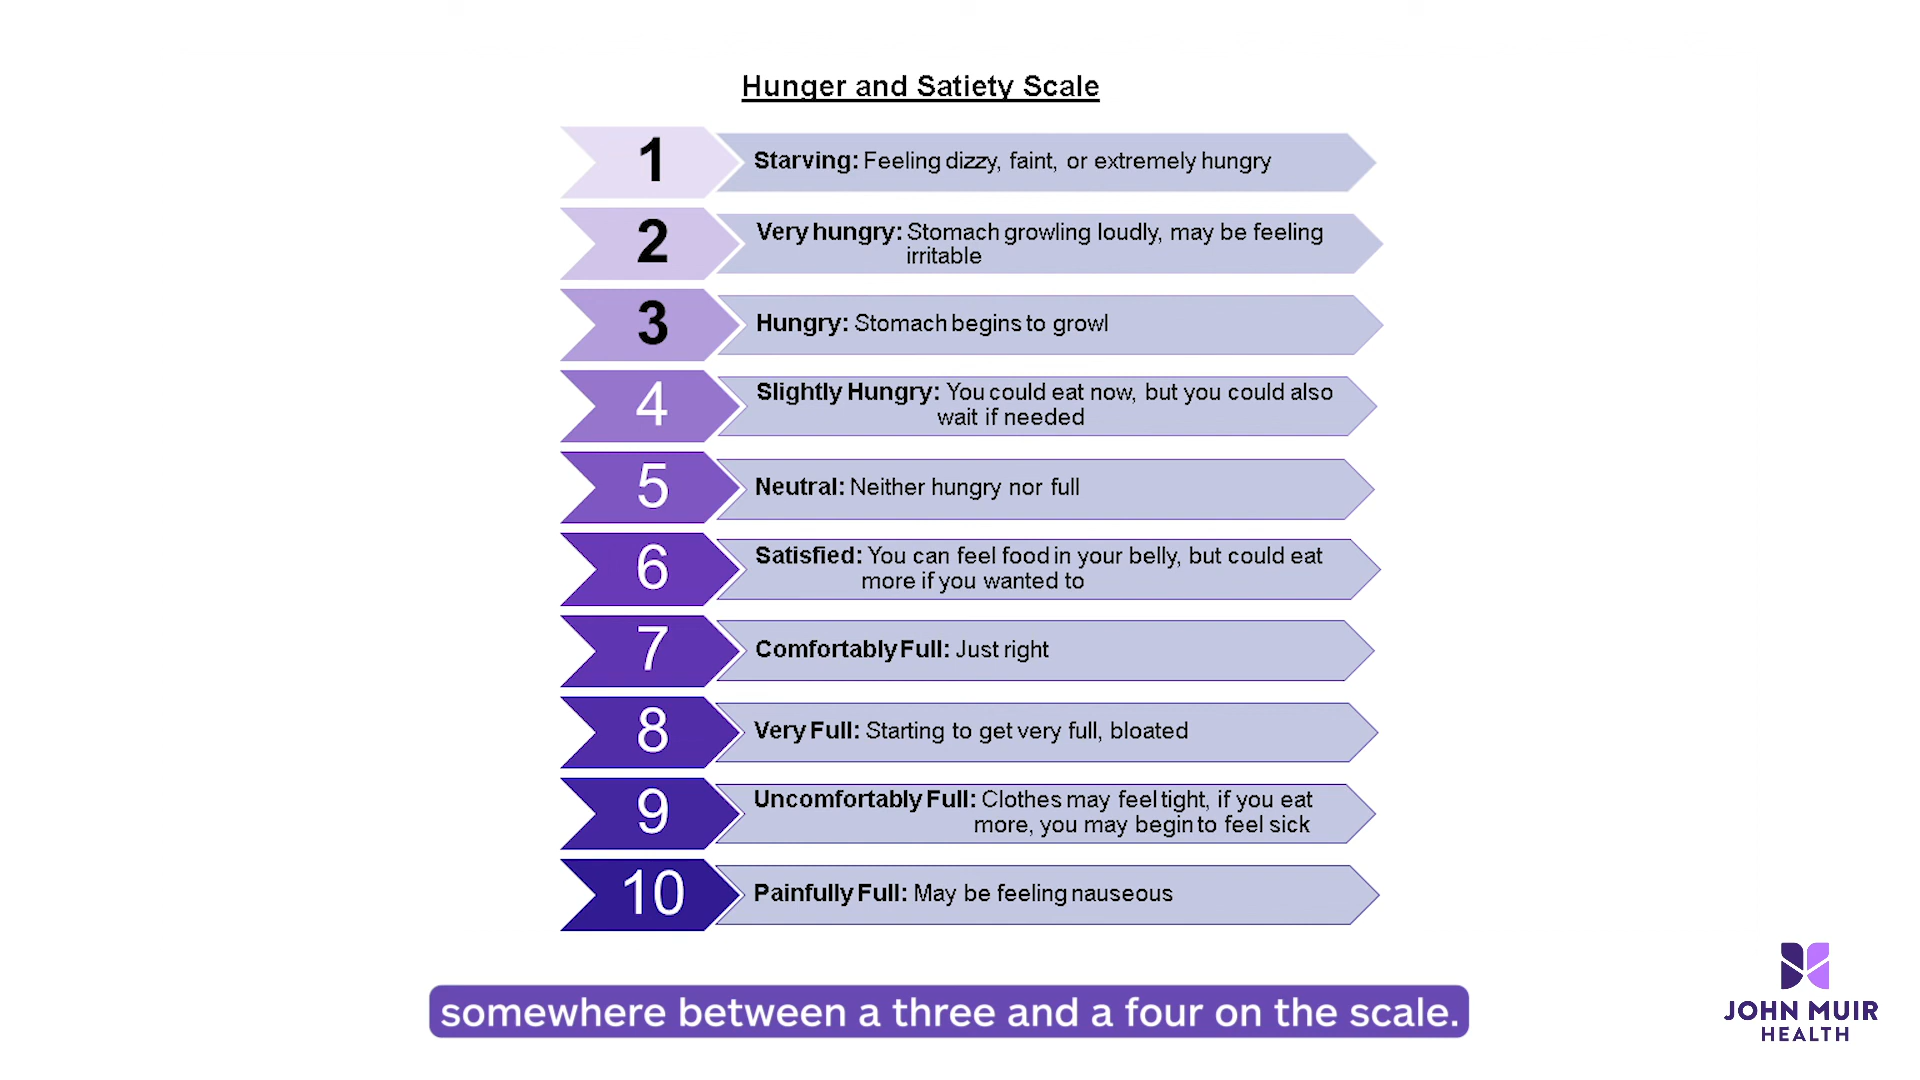 Hunger and Satiety Scale
1
Starving: Feeling dizzy, faint, or extremely hungry
2
Very hungry: Stomach growling loudly, may be feeling
irritable
3
Hungry: Stomach begins to growl
4
Slightly Hungry: You could eat now, but you could also
wait if needed
5
Neutral: Neither hungry nor full
6
Satisfied: You can feel food in your belly, but could eat
more if you wanted to
7
Comfortably Full: Just right
8
Very Full: Starting to get very full, bloated
9
Uncomfortably Full: Clothes may feel tight, if you eat
more, you may begin to feel sick
10
Painfully Full: May be feeling nauseous
somewhere between a three and a four on the scale.
JOHN MUIR
HEALTH